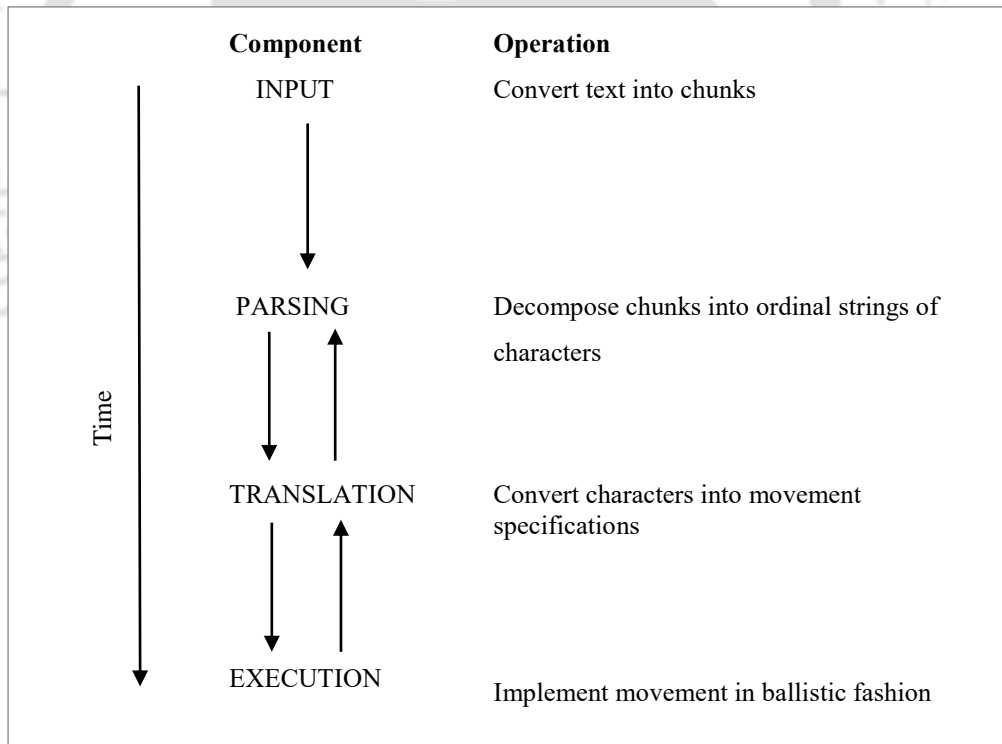 Component Operation
INPUT Convert text into chunks
PARSING Decompose chunks into ordinal strings of
characters
Time
TRANSLATION Convert characters into movement
specifications
EXECUTION
Implement movement in ballistic fashion